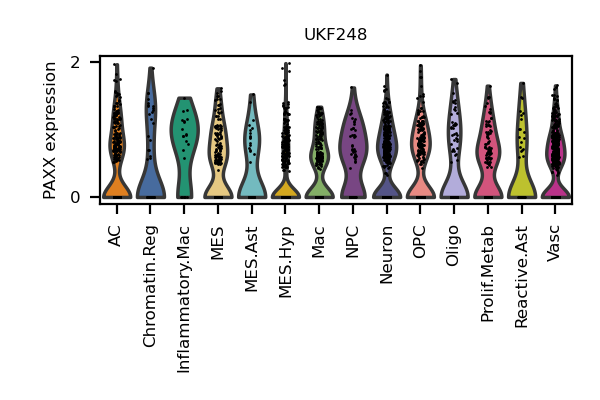 UKF248
PAXX expression
2
0
AC
Chromatin.Reg
Inflammatory.Mac
MES
MES.Ast
MES.Hyp
Mac
NPC
Neuron
OPC
Oligo
Prolif.Metab
Reactive.Ast
Vasc